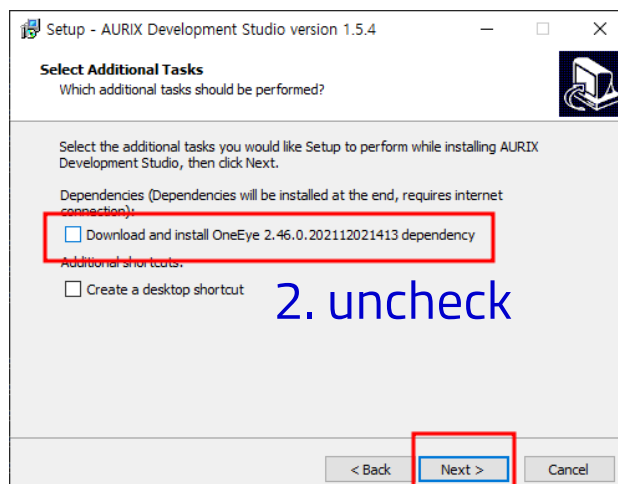 Setup - AURIX Development Studio version 1.5.4
Select Additional Tasks
Which additional tasks should be performed?
Select the additional tasks you would like Setup to perform while installing AURIX
Development Studio, then click Next.
Dependencies (Dependencies will be installed at the end, requires internet
connection):
Download and install OneEye 2.46.0.202112021413 dependency
Additional shortcuts:
Create a desktop shortcut
2. uncheck
< Back
Next >
Cancel